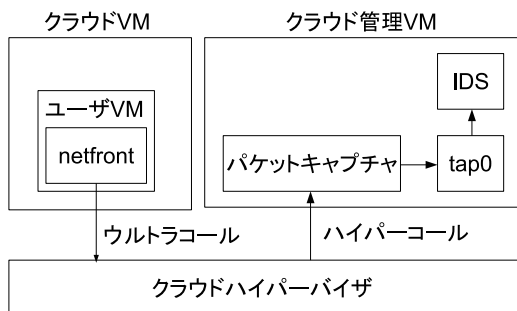 クラウドVM
クラウド管理VM
ユーザVM
netfront
IDS
パケットキャプチャ
tap0
ウルトラコール
ハイパーコール
クラウドハイパーバイザ